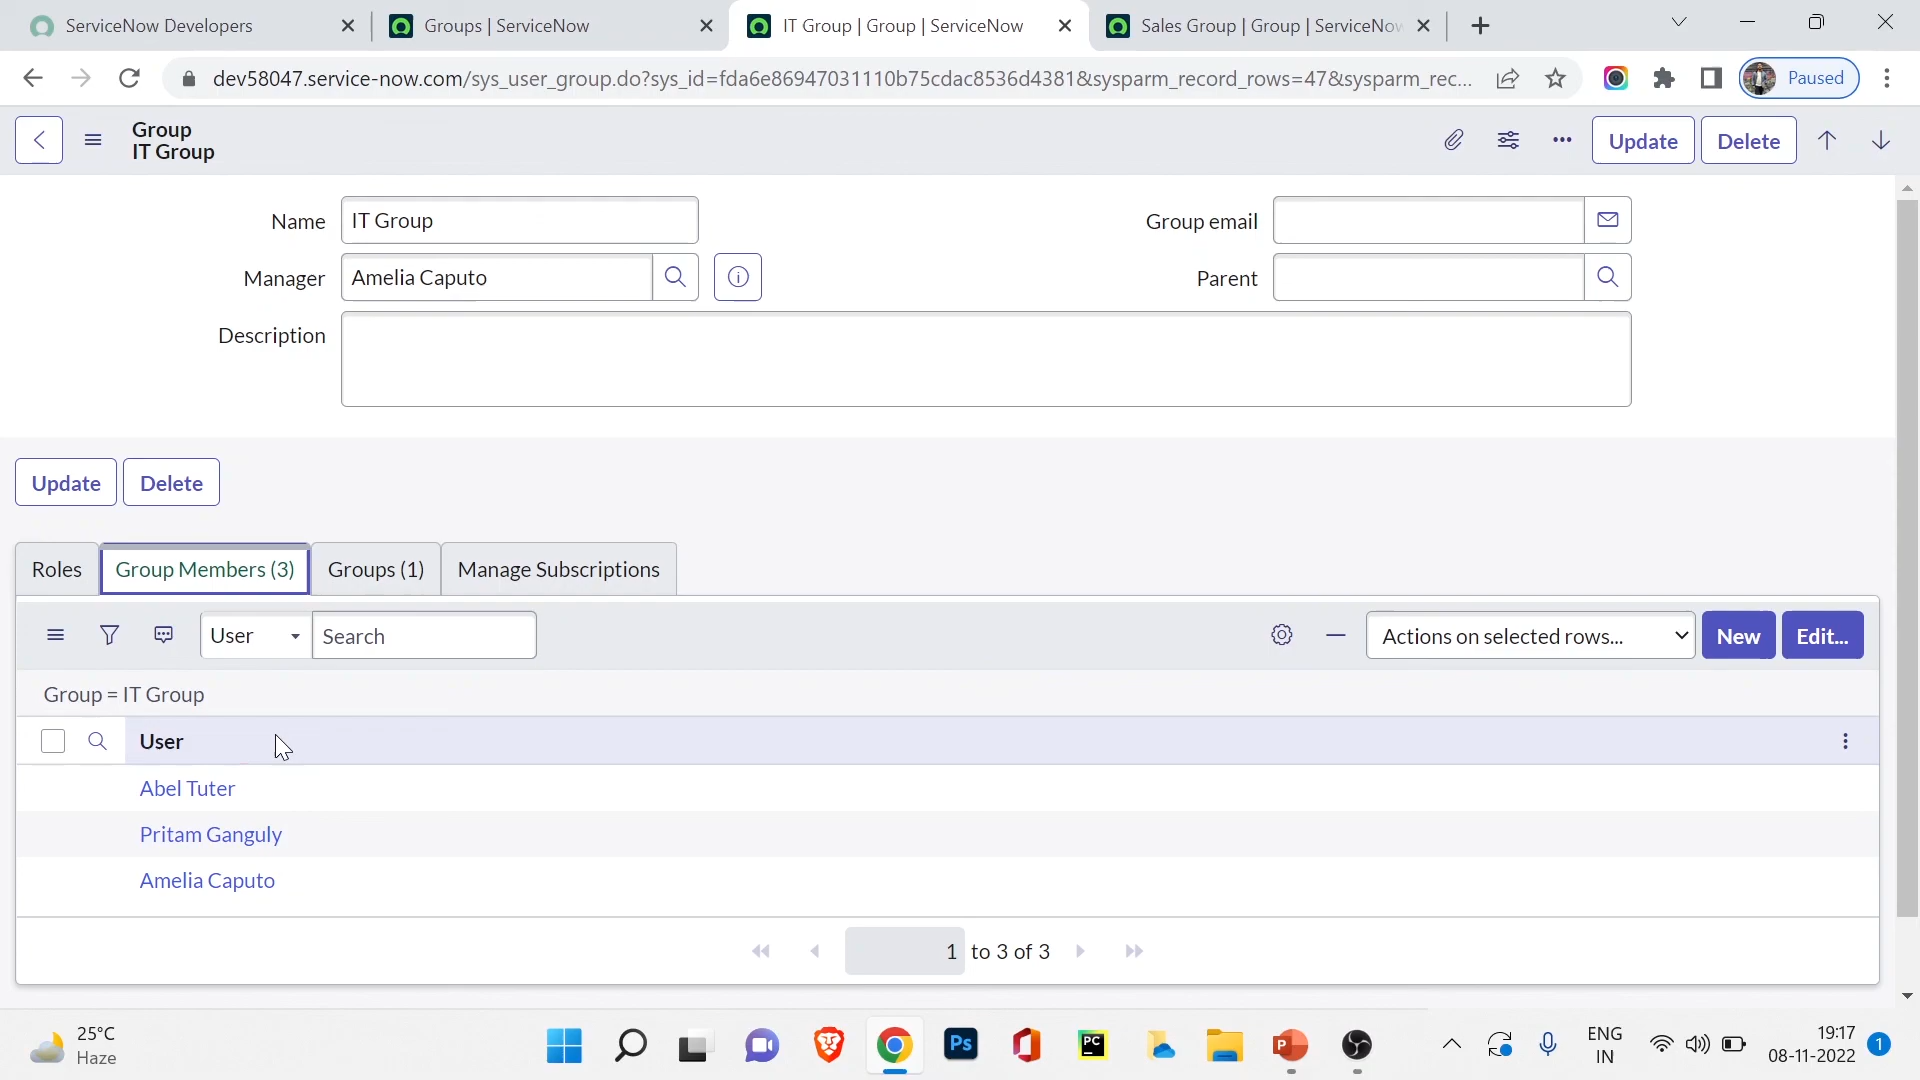 ServiceNow Developers
Groups | ServiceNow
IT Group | Group | ServiceNow
Sales Group | Group | ServiceNow
dev58047.service-now.com/sys_user_group.do?sys_id=fda6e86947031110b75cdac8536d4381&sysparm_record_rows=47&sysparm_rec...
Paused
Group
IT Group
Update
Delete
Name
IT Group
Group email
Manager
Amelia Caputo
Parent
Description
Update
Delete
Roles
Group Members (3)
Groups (1)
Manage Subscriptions
User
Search
Actions on selected rows...
New
Edit...
Group = IT Group
User
Abel Tuter
Pritam Ganguly
Amelia Caputo
1 to 3 of 3
25°C
Haze
Ps
PC
P
ENG
IN
19:17
08-11-2022
1